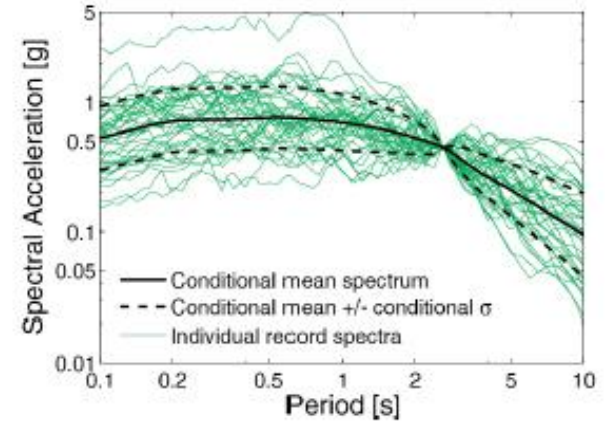 Spectral Acceleration [g]
5
1
0.5
0.1
0.05
0.01
Conditional mean spectrum
Conditional mean +/- conditional σ
Individual record spectra
0.1
0.2
0.5
1
2
5
10
Period [s]